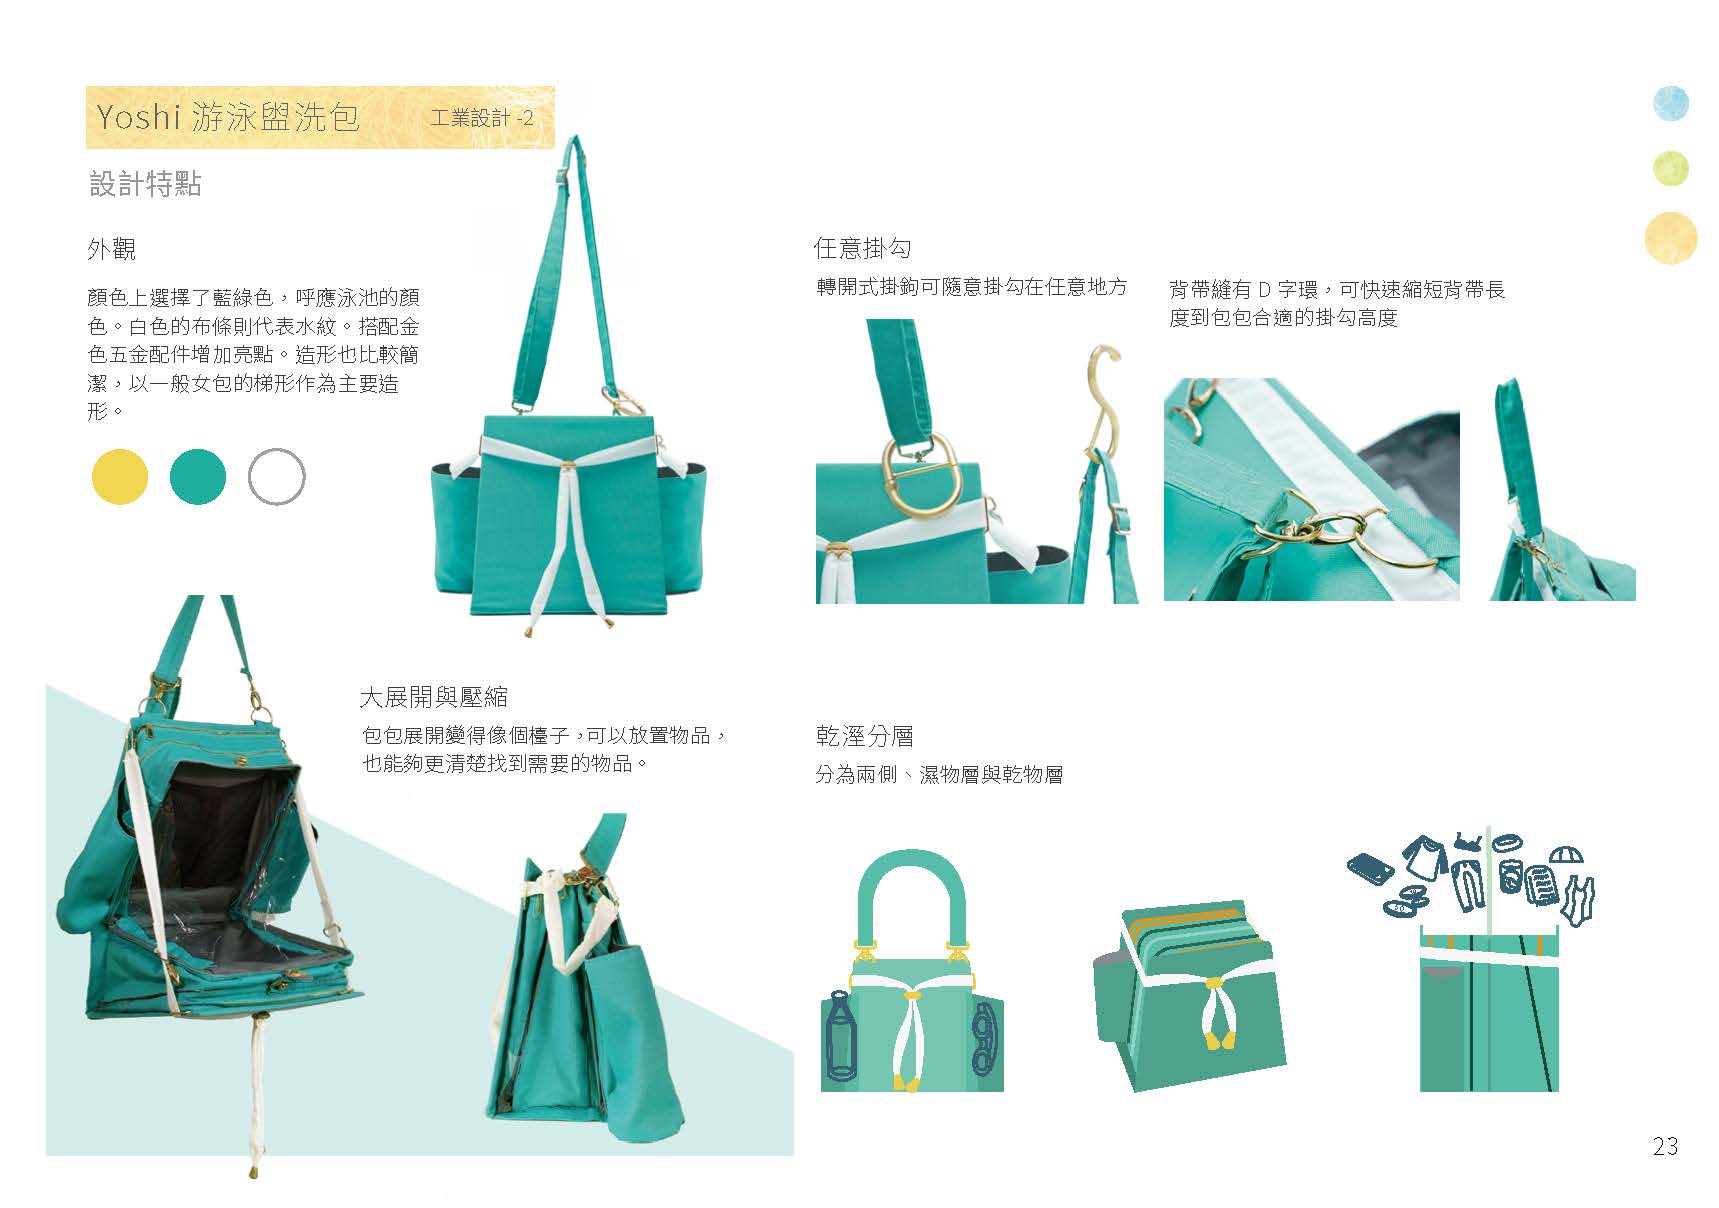 Yoshi 游泳盥洗包
工業設計 -2
設計特點
外觀
顏色上選擇了藍綠色，呼應泳池的顏
色。白色的布條則代表水紋。搭配金
色五金配件增加亮點。造形也比較簡
潔，以一般女包的梯形作為主要造
形。
任意掛勾
轉開式掛鉤可隨意掛勾在任意地方
背帶縫有 D 字環，可快速縮短背帶長
度到包包合適的掛勾高度
大展開與壓縮
包包展開變得像個檯子，可以放置物品，
也能夠更清楚找到需要的物品。
乾溼分層
分為兩側、濕物層與乾物層
23